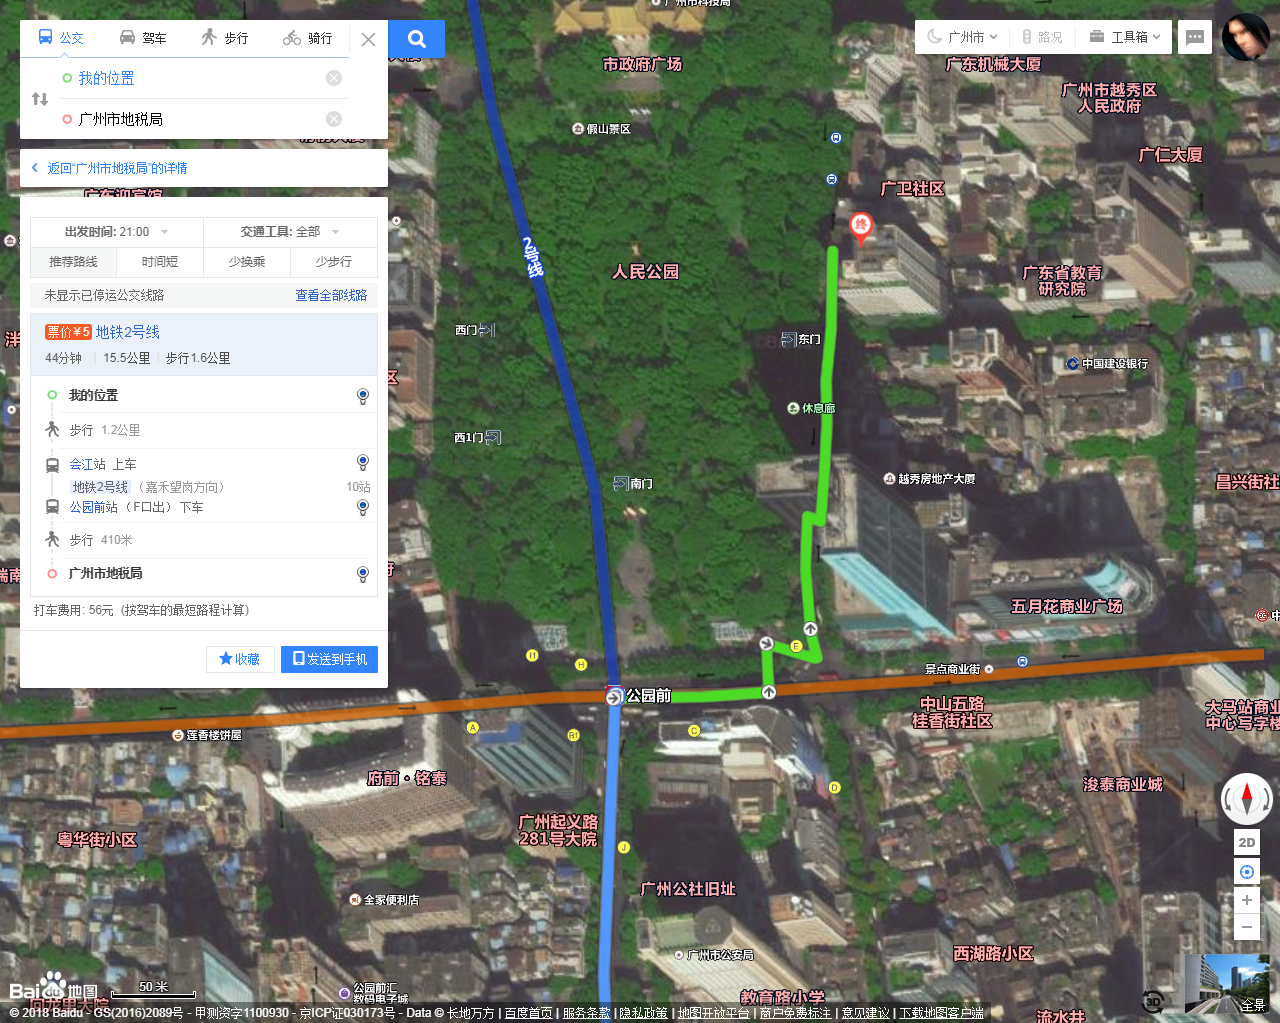 公交 驾车 步行 骑行
广州市 路况 工具箱
我的位置
广州市地税局
返回“广州市地税局”的详情
出发时间: 21:00 交通工具: 全部
推荐路线 时间短 少换乘 少步行
未显示已停运公交线路 查看全部线路
票价¥5 地铁2号线
44分钟 15.5公里 步行1.6公里
我的位置
步行 1.2公里
会江站 上车
地铁2号线 (嘉禾望岗方向) 10站
公园前站 (F口出) 下车
步行 410米
广州市地税局
打车费用: 56元 (按驾车的最短路程计算)
收藏 发送到手机
市政府广场
广东机械大厦
广州市越秀区
人民政府
假山景区
广仁大厦
广卫社区
终
2号线
人民公园
广东省教育
研究院
西门
东门
中国建设银行
休息廊
西1门
南门
越秀房地产大厦
昌兴街社
五月花商业广场
I1
H
E
景点商业街
公园前
中山五路
桂香街社区
大马站商业
中心写字楼
A
B1
C
莲香楼饼屋
府前·铭泰
D
浚泰商业城
广州起义路
281号大院
粤华街小区
J
广州公社旧址
全家便利店
广州市公安局
西湖路小区
公园前汇
数码电子城
教育路小学
流水井
2D
3D
全景
Baidu地图
50 米
© 2018 Baidu - GS(2016)2089号 - 甲测资字1100930 - 京ICP证030173号 - Data © 长地万方 | 百度首页 | 服务条款 | 隐私政策 | 地图开放平台 | 商户免费标注 | 意见建议 | 下载地图客户端